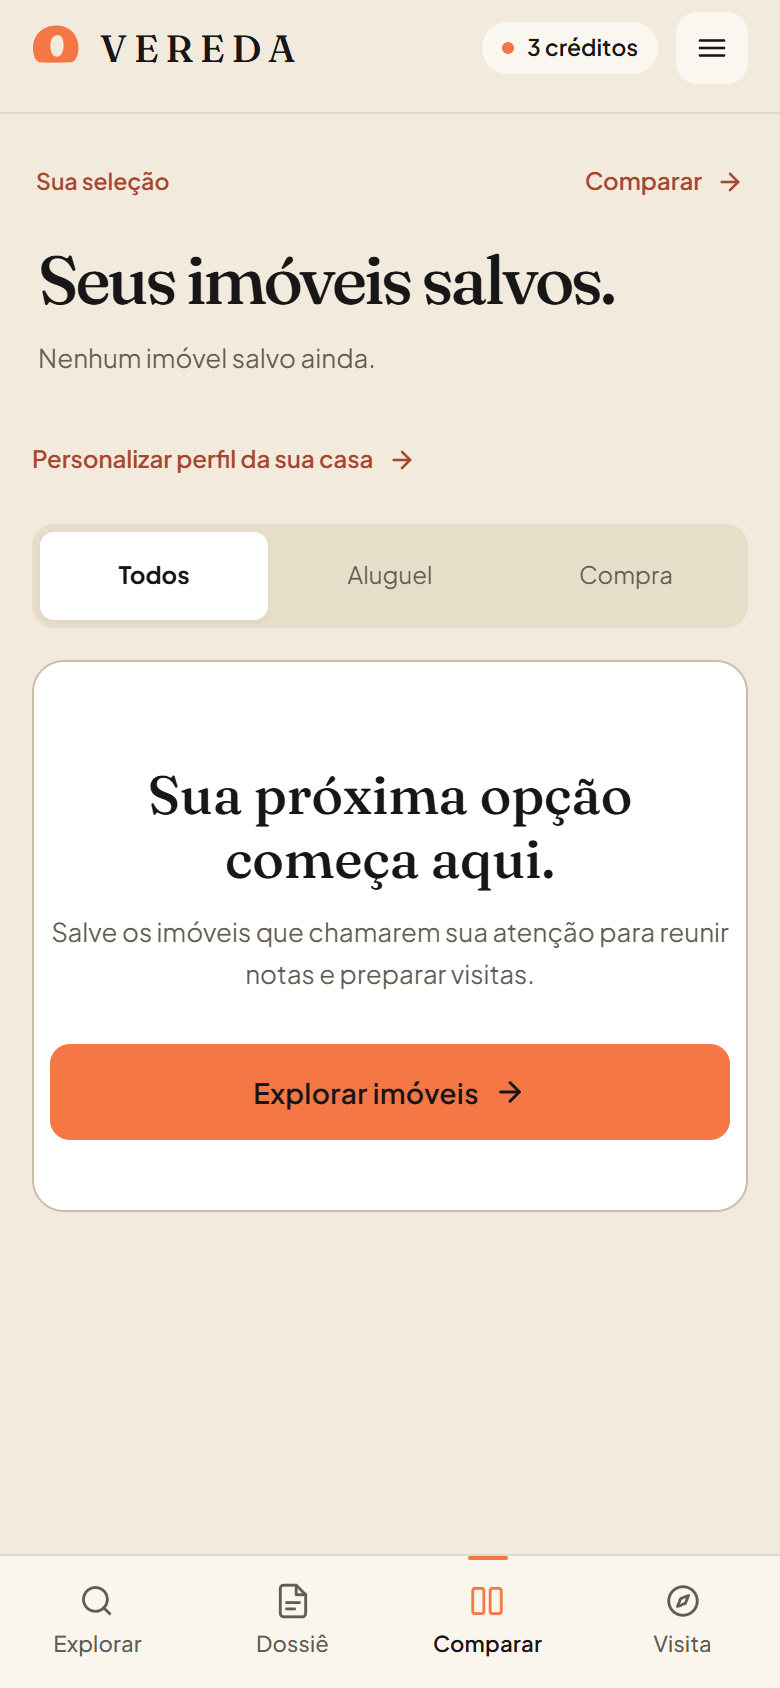 VEREDA
3 créditos
Sua seleção
Comparar
Seus imóveis salvos.
Nenhum imóvel salvo ainda.
Personalizar perfil da sua casa
Todos
Aluguel
Compra
Sua próxima opção
começa aqui.
Salve os imóveis que chamarem sua atenção para reunir
notas e preparar visitas.
Explorar imóveis
Explorar
Dossiê
Comparar
Visita